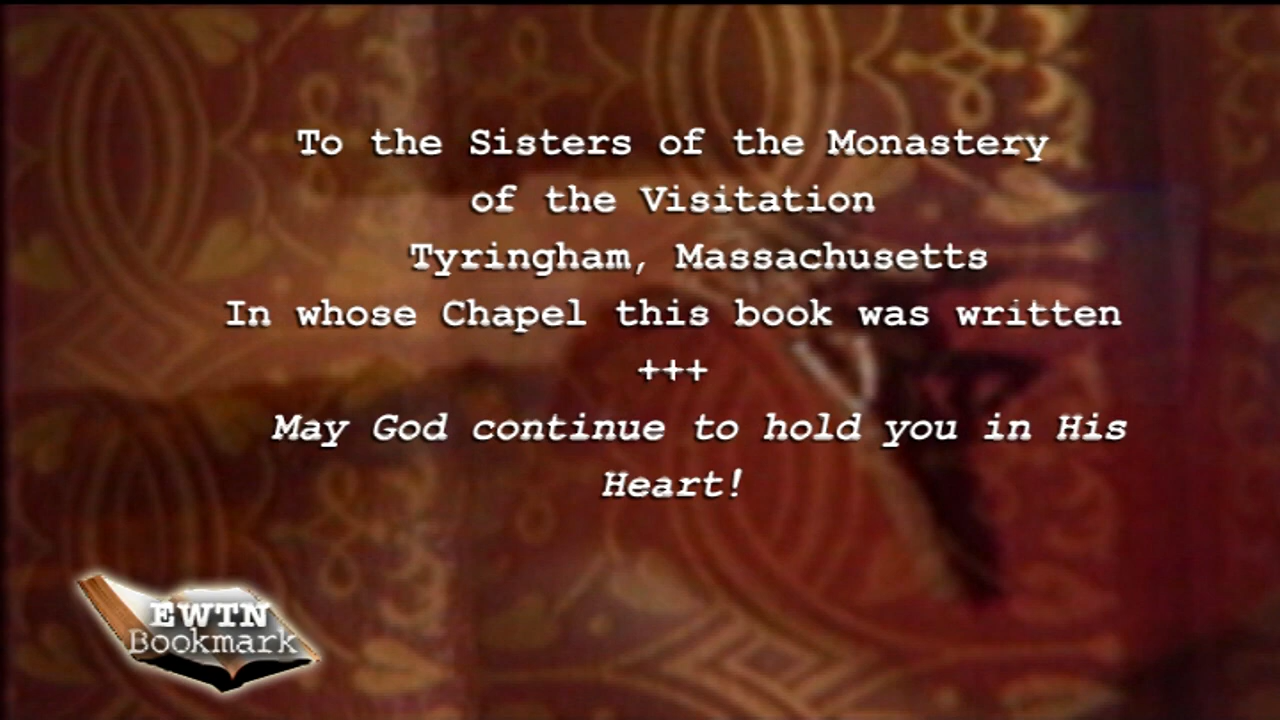 To the Sisters of the Monastery
of the Visitation
Tyringham, Massachusetts
In whose Chapel this book was written
+++
May God continue to hold you in His
Heart!
EWTN
Bookmark